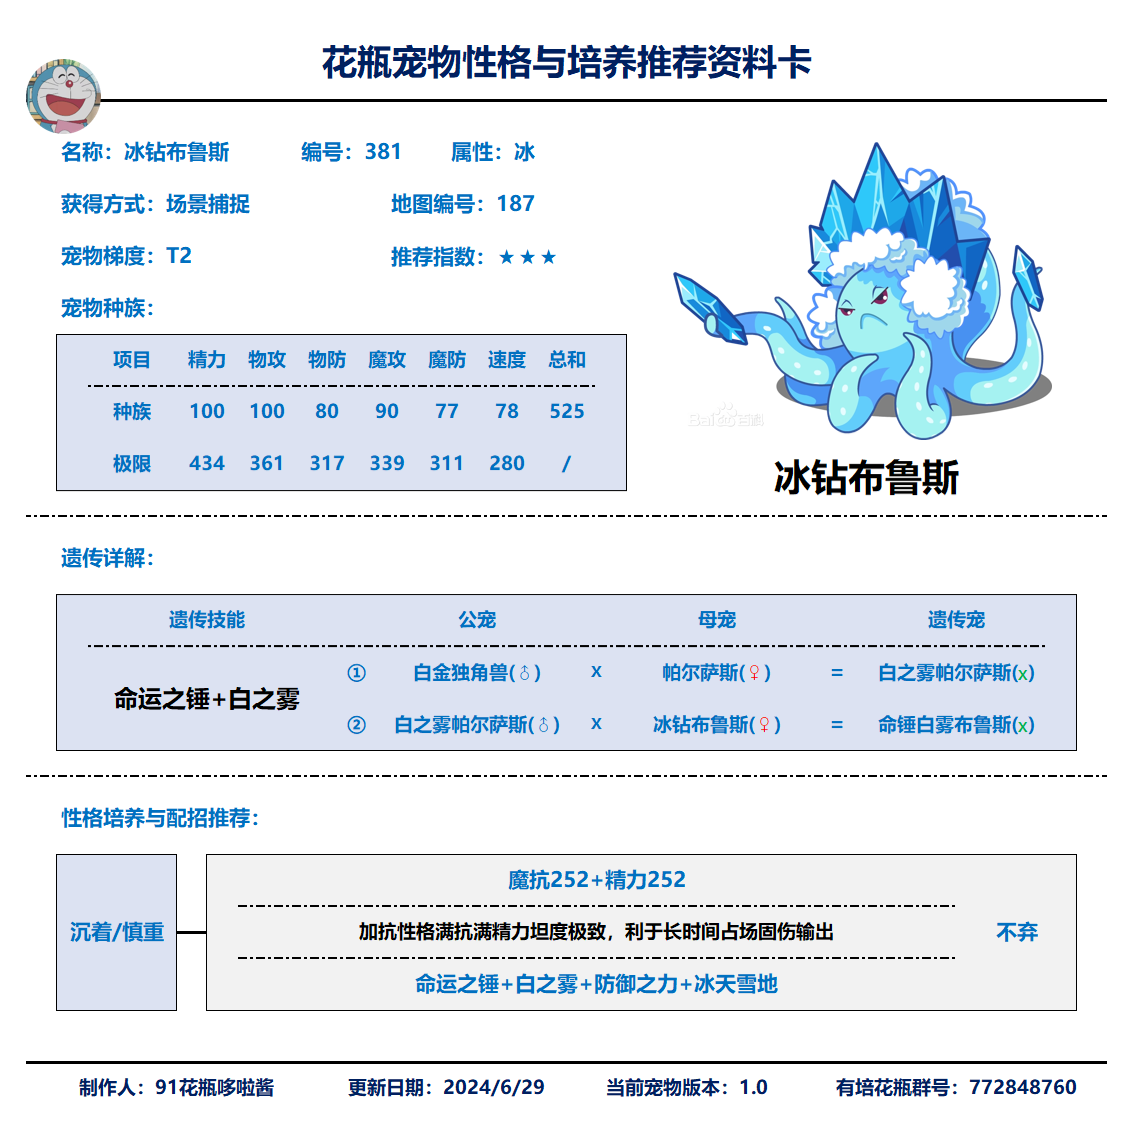 花瓶宠物性格与培养推荐资料卡
名称：冰钻布鲁斯 编号：381 属性：冰
获得方式：场景捕捉 地图编号：187
宠物梯度：T2 推荐指数：★★★
宠物种族：
项目 精力 物攻 物防 魔攻 魔防 速度 总和
种族 100 100 80 90 77 78 525
极限 434 361 317 339 311 280 /
Baidu百科
冰钻布鲁斯
遗传详解：
遗传技能 公宠 母宠 遗传宠
命运之锤+白之雾
① 白金独角兽(♂) x 帕尔萨斯(♀) = 白之雾帕尔萨斯(x)
② 白之雾帕尔萨斯(♂) x 冰钻布鲁斯(♀) = 命锤白雾布鲁斯(x)
性格培养与配招推荐：
沉着/慎重
魔抗252+精力252
加抗性格满抗满精力坦度极致，利于长时间占场固伤输出
命运之锤+白之雾+防御之力+冰天雪地
不弃
制作人：91花瓶哆啦酱 更新日期：2024/6/29 当前宠物版本：1.0 有培花瓶群号：772848760